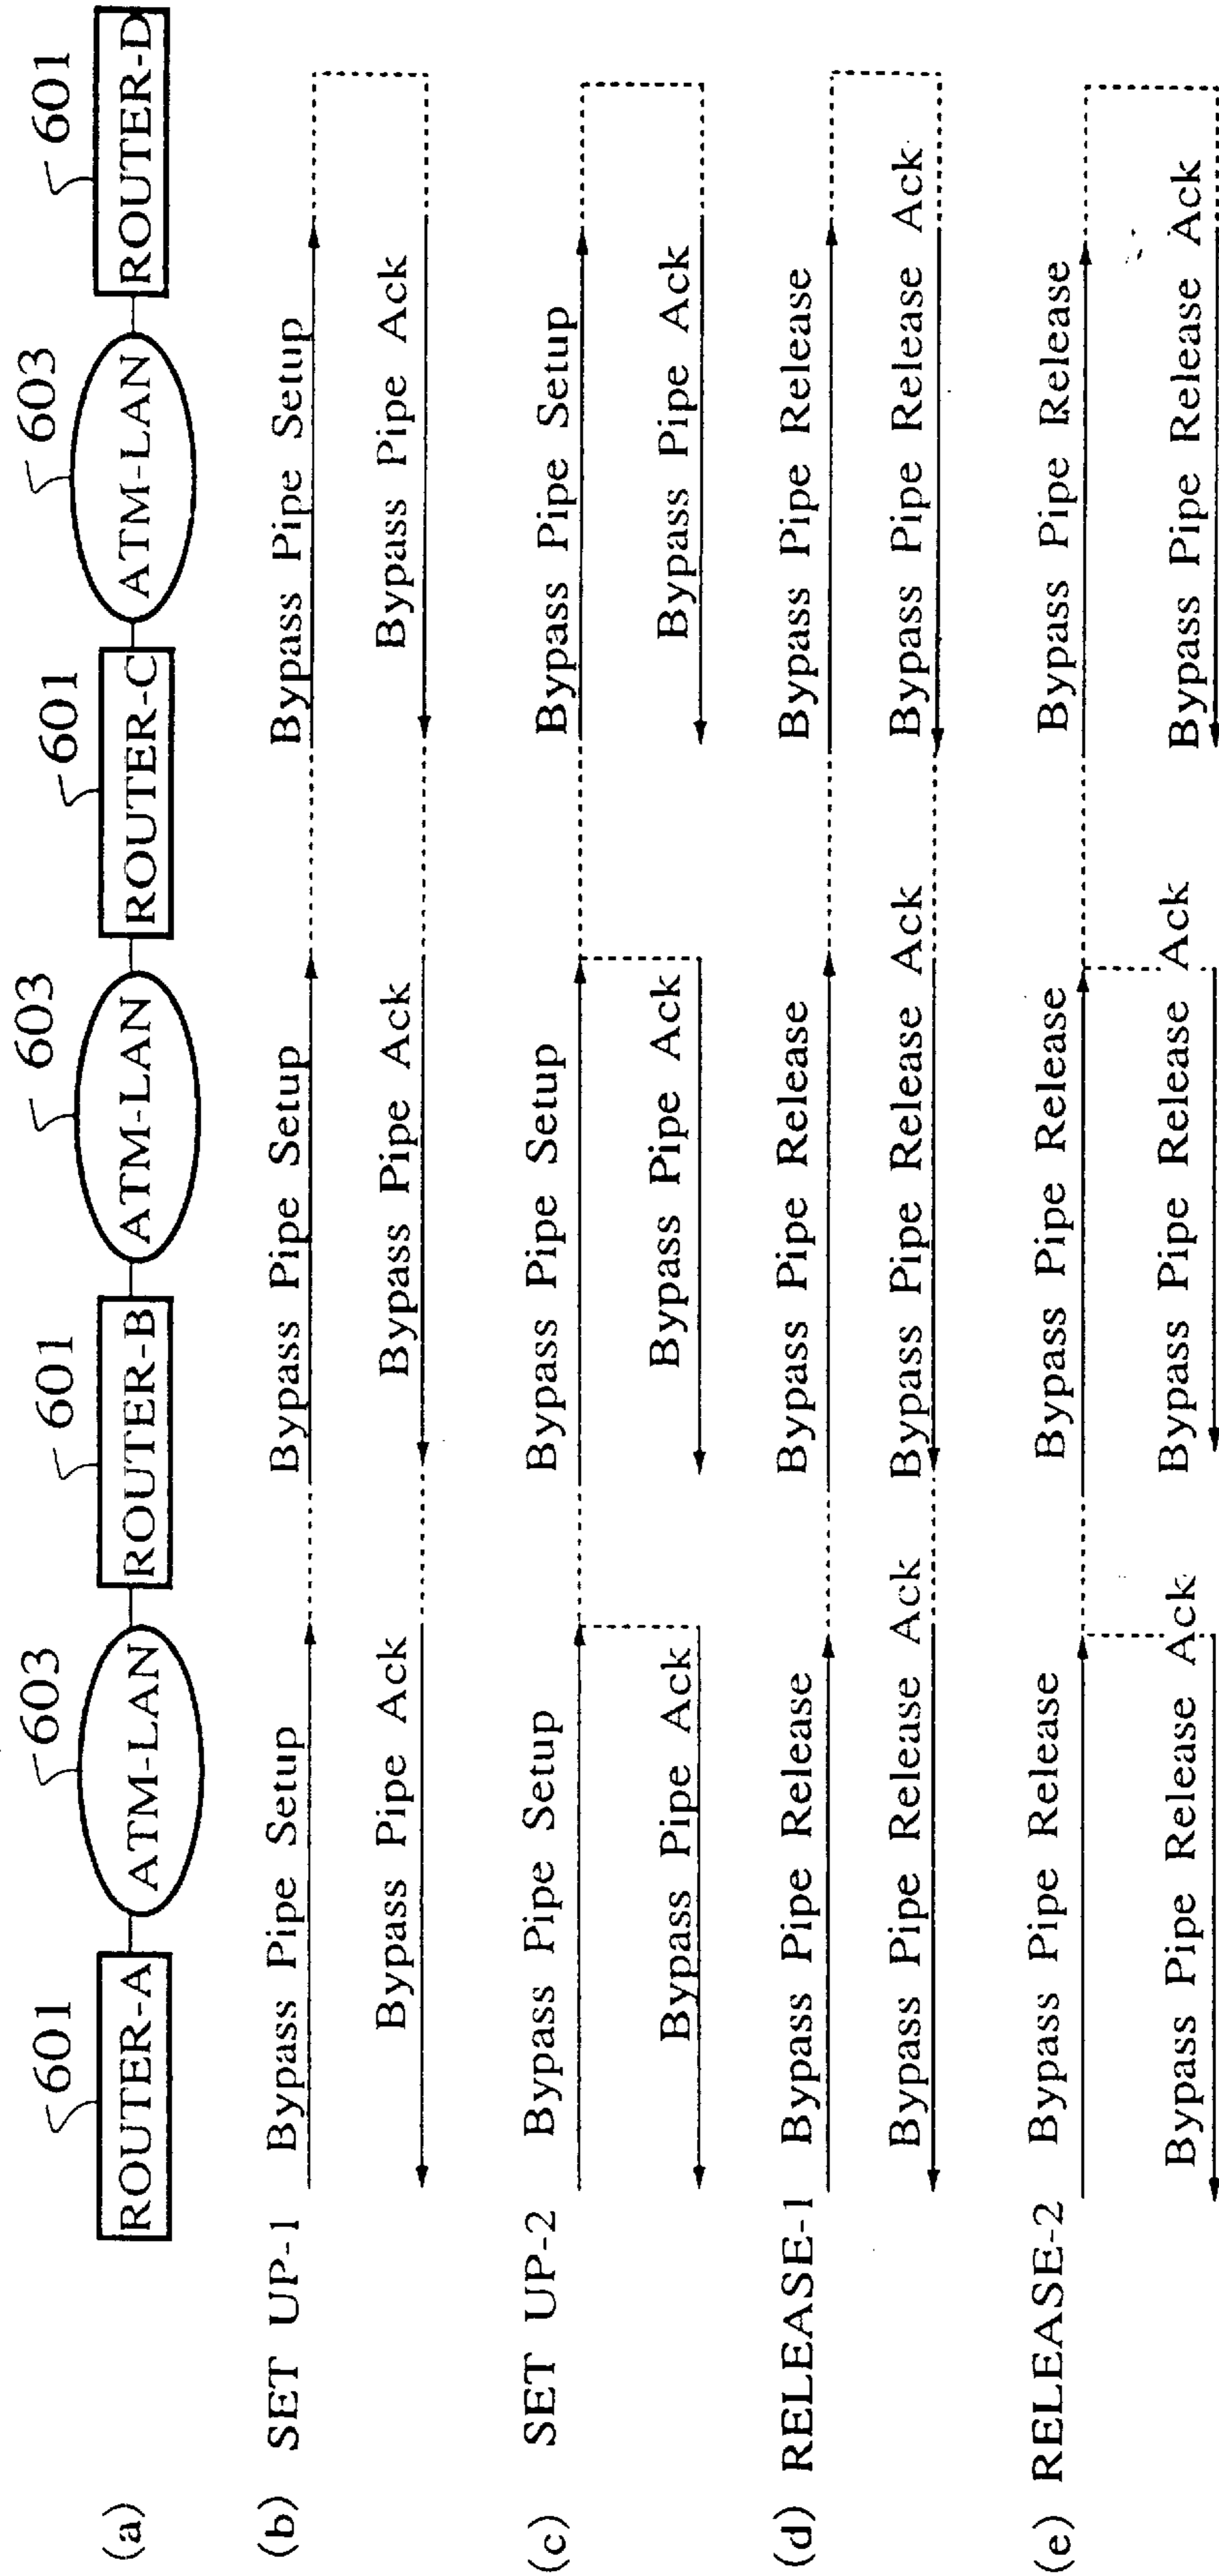 601 603 601 603 601 603 601
(a) ROUTER-A ATM-LAN ROUTER-B ATM-LAN ROUTER-C ATM-LAN ROUTER-D
(b) SET UP-1 Bypass Pipe Setup Bypass Pipe Setup Bypass Pipe Setup
Bypass Pipe Ack Bypass Pipe Ack Bypass Pipe Ack
(c) SET UP-2 Bypass Pipe Setup Bypass Pipe Setup Bypass Pipe Setup
Bypass Pipe Ack Bypass Pipe Ack Bypass Pipe Ack
(d) RELEASE-1 Bypass Pipe Release Bypass Pipe Release Bypass Pipe Release
Bypass Pipe Release Ack Bypass Pipe Release Ack Bypass Pipe Release Ack
(e) RELEASE-2 Bypass Pipe Release Bypass Pipe Release Bypass Pipe Release
Bypass Pipe Release Ack Bypass Pipe Release Ack Bypass Pipe Release Ack